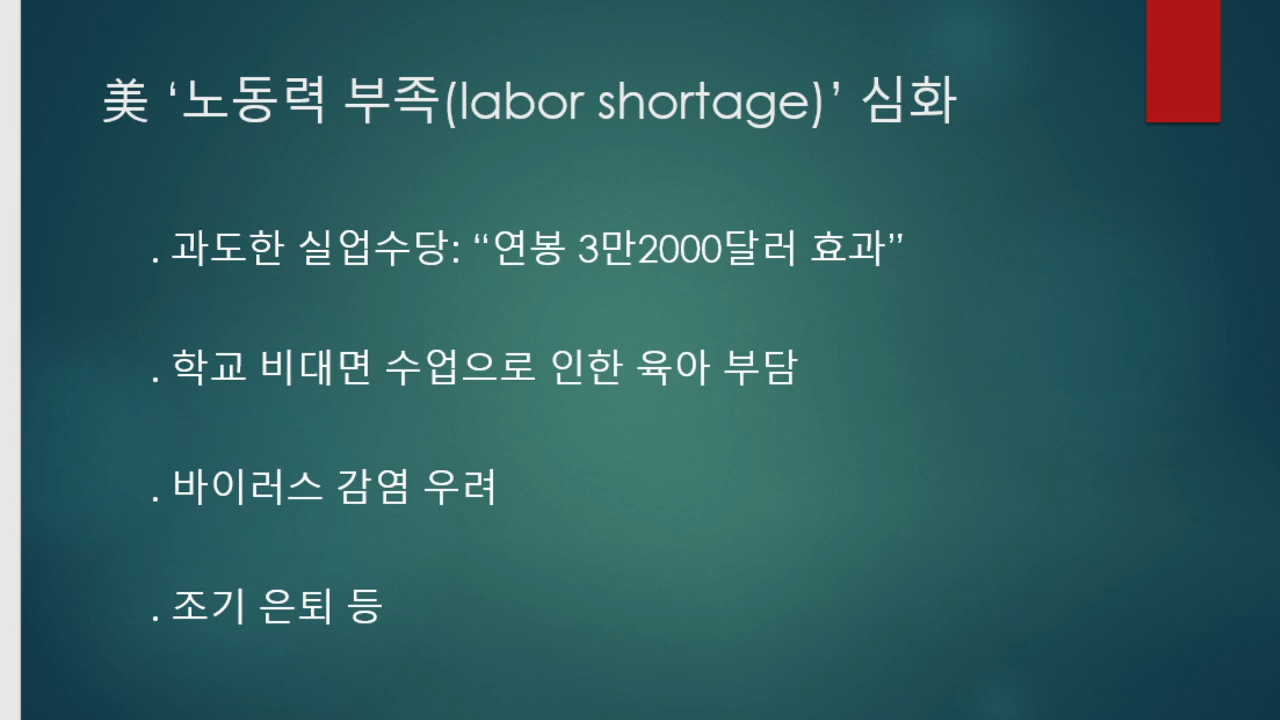 美 ‘노동력 부족(labor shortage)’ 심화
. 과도한 실업수당: “연봉 3만2000달러 효과”
. 학교 비대면 수업으로 인한 육아 부담
. 바이러스 감염 우려
. 조기 은퇴 등